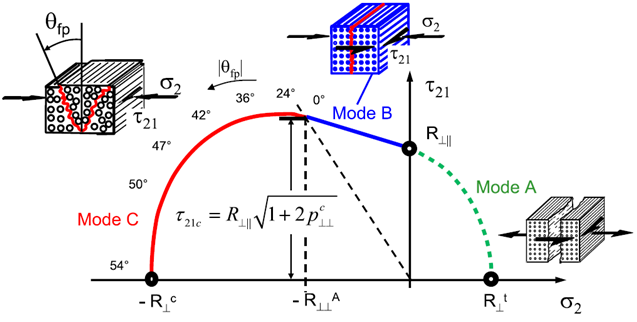 θfp
σ2
τ21
|θfp|
54°
50°
47°
42°
36°
24°
0°
σ2
τ21
Mode B
τ21
R⊥∥
Mode A
Mode C
τ21c = R⊥∥ √1 + 2 p⊥⊥^c
- R⊥^c
- R⊥⊥^A
R⊥^t
σ2